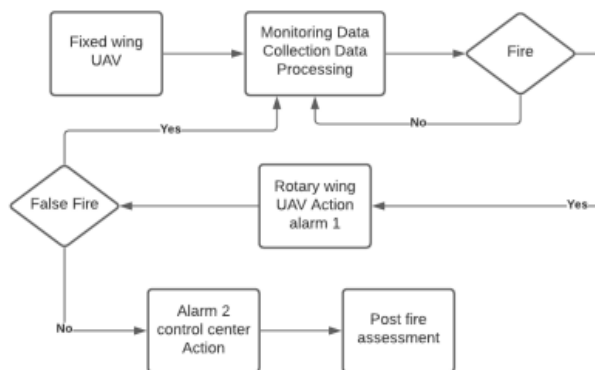 Fixed wing
UAV
Monitoring Data
Collection Data
Processing
Fire
No
Yes
False Fire
Rotary wing
UAV Action
alarm 1
Yes
No
Alarm 2
control center
Action
Post fire
assessment